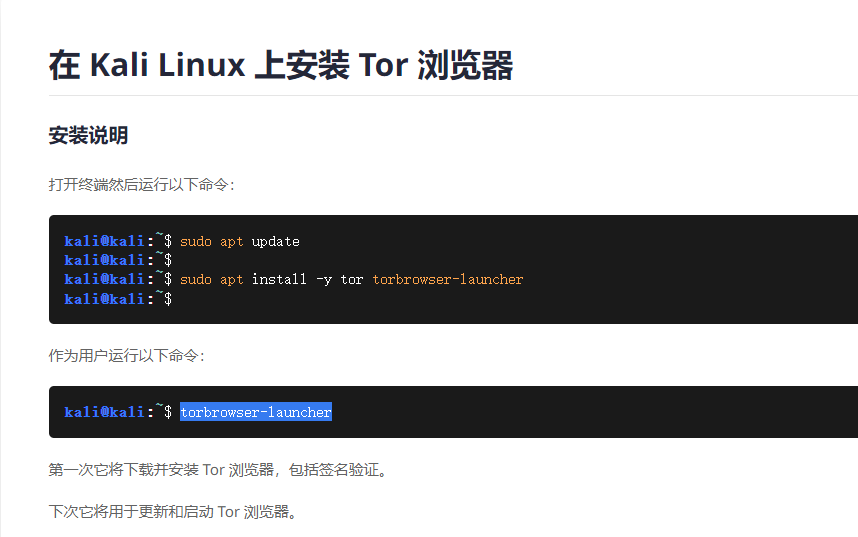 在 Kali Linux 上安装 Tor 浏览器
安装说明
打开终端然后运行以下命令：
kali@kali:~$ sudo apt update
kali@kali:~$
kali@kali:~$ sudo apt install -y tor torbrowser-launcher
kali@kali:~$
作为用户运行以下命令：
kali@kali:~$ torbrowser-launcher
第一次它将下载并安装 Tor 浏览器，包括签名验证。
下次它将用于更新和启动 Tor 浏览器。